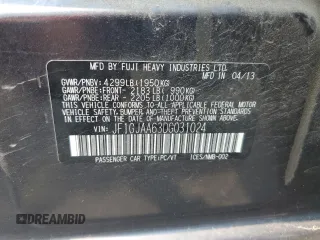 MFD BY FUJI HEAVY INDUSTRIES LTD.
MFD IN 04/13
GVWR/PNBV: 4299LB(1950KG)
GAWR/PNBE:FRONT- 2183LB( 990KG)
GAWR/PNBE:REAR - 2205LB(1000KG)
THIS VEHICLE CONFORMS TO ALL APPLICABLE
FEDERAL MOTOR VEHICLE SAFETY,
BUMPER, AND THEFT PREVENTION STANDARDS
IN EFFECT ON THE DATE OF
MANUFACTURE SHOWN ABOVE.
VIN: JF1GJAA63DG031024
PASSENGER CAR TYPE:PC/VT ICES/NMB-002
DREAMBID